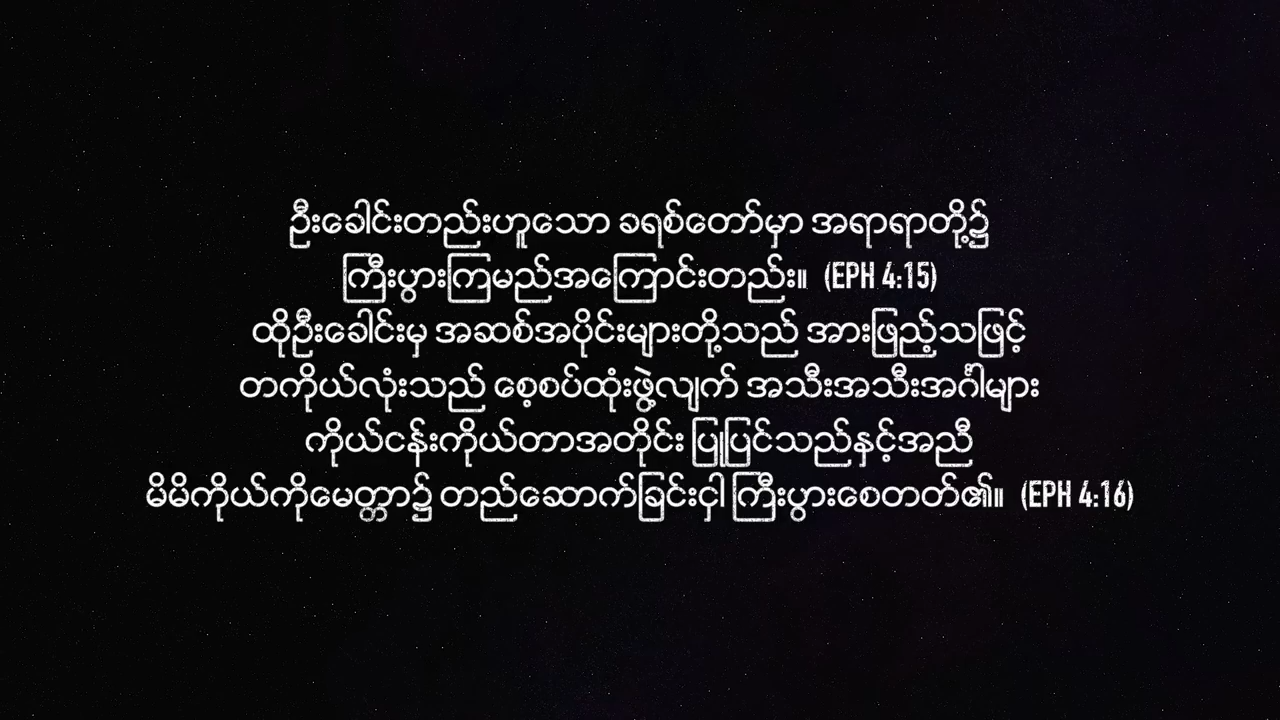 ဦးခေါင်းတည်းဟူသော ခရစ်တော်မှာ အရာရာတို့၌
ကြီးပွားကြမည်အကြောင်းတည်း။ (EPH 4:15)
ထိုဦးခေါင်းမှ အဆစ်အပိုင်းများတို့သည် အားဖြည့်သဖြင့်
တကိုယ်လုံးသည် စေ့စပ်ထုံးဖွဲ့လျက် အသီးအသီးအင်္ဂါများ
ကိုယ်ငန်းကိုယ်တာအတိုင်း ပြုပြင်သည်နှင့်အညီ
မိမိကိုယ်ကိုမေတ္တာ၌ တည်ဆောက်ခြင်းငှါ ကြီးပွားစေတတ်၏။ (EPH 4:16)